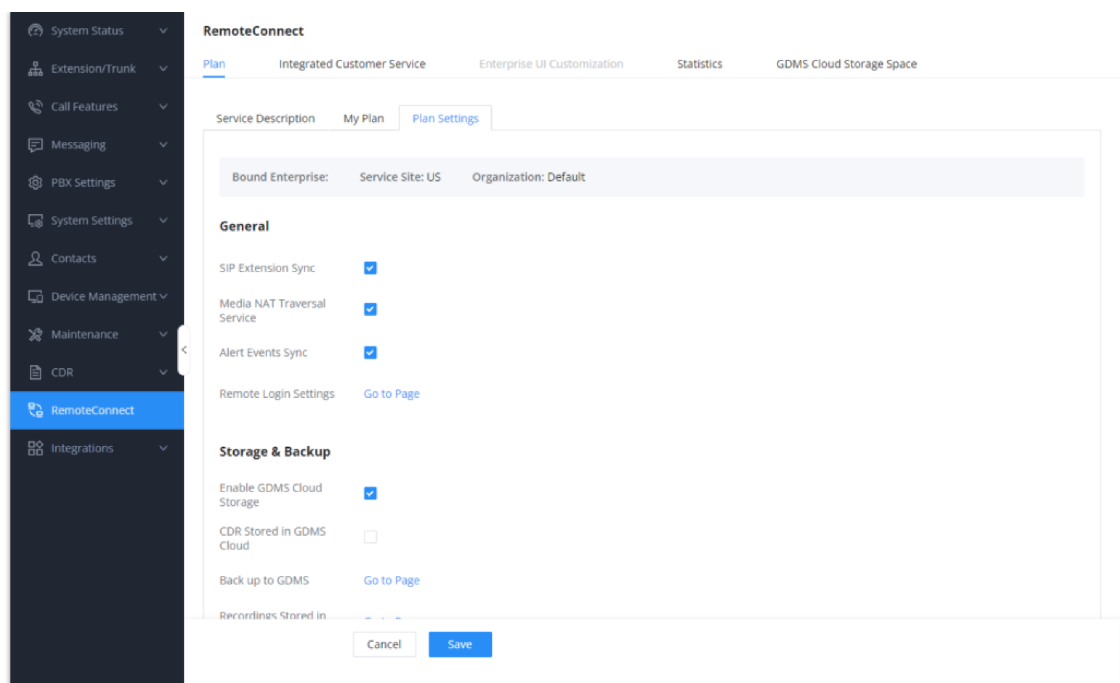 System Status
Extension/Trunk
Call Features
Messaging
PBX Settings
System Settings
Contacts
Device Management
Maintenance
CDR
RemoteConnect
Integrations
RemoteConnect
Plan Integrated Customer Service Enterprise UI Customization Statistics GDMS Cloud Storage Space
Service Description My Plan Plan Settings
Bound Enterprise: Service Site: US Organization: Default
General
SIP Extension Sync
Media NAT Traversal
Service
Alert Events Sync
Remote Login Settings Go to Page
Storage & Backup
Enable GDMS Cloud
Storage
CDR Stored in GDMS
Cloud
Back up to GDMS Go to Page
Recordings Stored in
Cancel Save